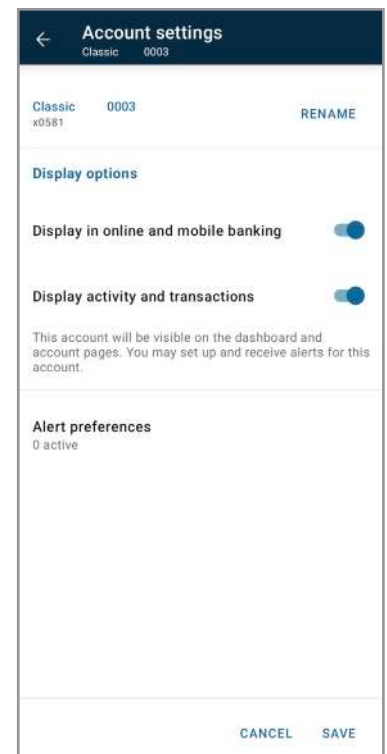 Account settings
Classic 0003
Classic 0003
x0581
RENAME
Display options
Display in online and mobile banking
Display activity and transactions
This account will be visible on the dashboard and
account pages. You may set up and receive alerts for this
account.
Alert preferences
0 active
CANCEL SAVE